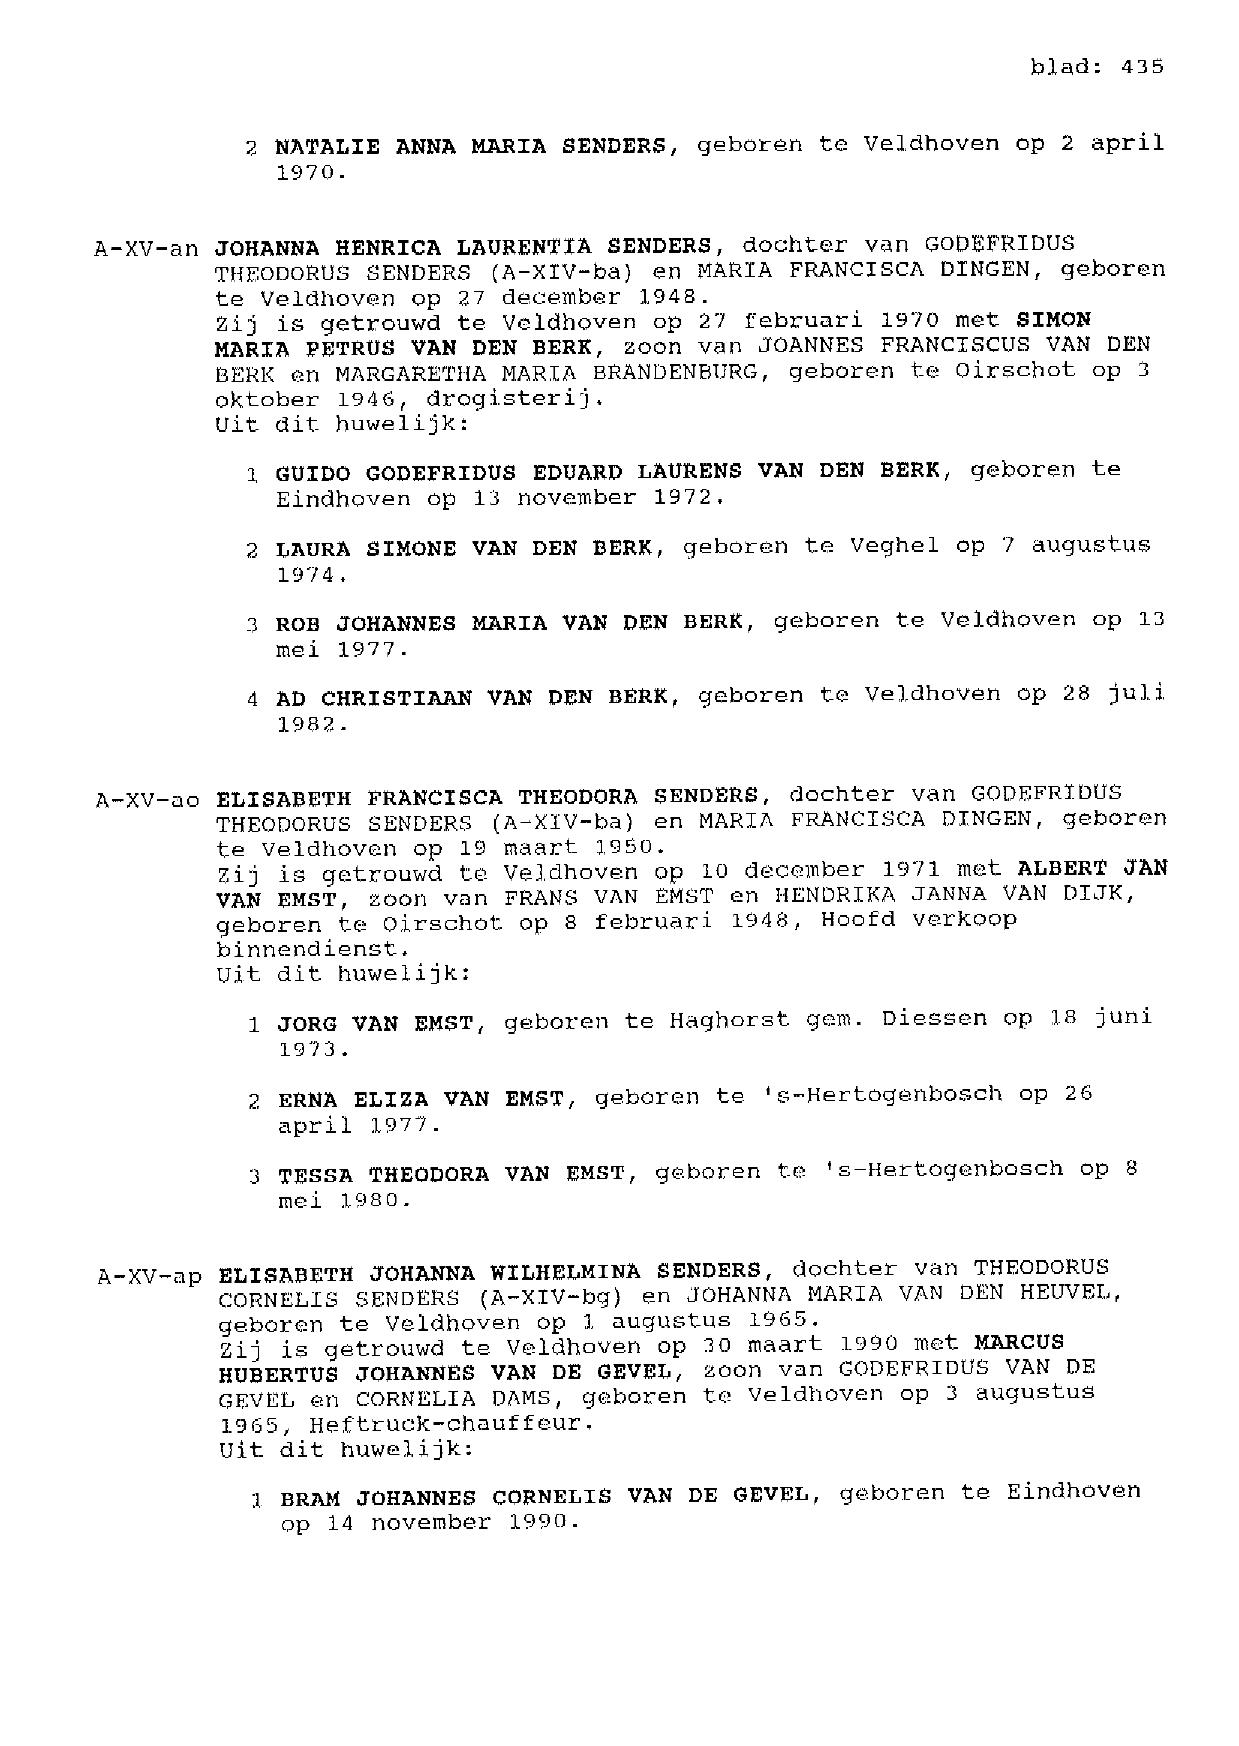 blad: 435
2 NATALIE ANNA MARIA SENDERS, geboren te Veldhoven op 2 april
1970.
A-XV-an JOHANNA HENRICA LAURENTIA SENDERS, dochter van GODEFRIDUS
THEODORUS SENDERS (A-XIV-ba) en MARIA FRANCISCA DINGEN, geboren
te Veldhoven op 27 december 1948.
Zij is getrouwd te Veldhoven op 27 februari 1970 met SIMON
MARIA PETRUS VAN DEN BERK, zoon van JOANNES FRANCISCUS VAN DEN
BERK en MARGARETHA MARIA BRANDENBURG, geboren te Oirschot op 3
oktober 1946, drogisterij.
Uit dit huwelijk:
1 GUIDO GODEFRIDUS EDUARD LAURENS VAN DEN BERK, geboren te
Eindhoven op 13 november 1972.
2 LAURA SIMONE VAN DEN BERK, geboren te Veghel op 7 augustus
1974.
3 ROB JOHANNES MARIA VAN DEN BERK, geboren te Veldhoven op 13
mei 1977.
4 AD CHRISTIAAN VAN DEN BERK, geboren te Veldhoven op 28 juli
1982.
A-XV-ao ELISABETH FRANCISCA THEODORA SENDERS, dochter van GODEFRIDUS
THEODORUS SENDERS (A-XIV-ba) en MARIA FRANCISCA DINGEN, geboren
te Veldhoven op 19 maart 1950.
Zij is getrouwd te Veldhoven op 10 december 1971 met ALBERT JAN
VAN EMST, zoon van FRANS VAN EMST en HENDRIKA JANNA VAN DIJK,
geboren te Oirschot op 8 februari 1948, Hoofd verkoop
binnendienst.
Uit dit huwelijk:
1 JORG VAN EMST, geboren te Haghorst gem. Diessen op 18 juni
1973.
2 ERNA ELIZA VAN EMST, geboren te 's-Hertogenbosch op 26
april 1977.
3 TESSA THEODORA VAN EMST, geboren te 's-Hertogenbosch op 8
mei 1980.
A-XV-ap ELISABETH JOHANNA WILHELMINA SENDERS, dochter van THEODORUS
CORNELIS SENDERS (A-XIV-bg) en JOHANNA MARIA VAN DEN HEUVEL,
geboren te Veldhoven op 1 augustus 1965.
Zij is getrouwd te Veldhoven op 30 maart 1990 met MARCUS
HUBERTUS JOHANNES VAN DE GEVEL, zoon van GODEFRIDUS VAN DE
GEVEL en CORNELIA DAMS, geboren te Veldhoven op 3 augustus
1965, Heftruck-chauffeur.
Uit dit huwelijk:
1 BRAM JOHANNES CORNELIS VAN DE GEVEL, geboren te Eindhoven
op 14 november 1990.